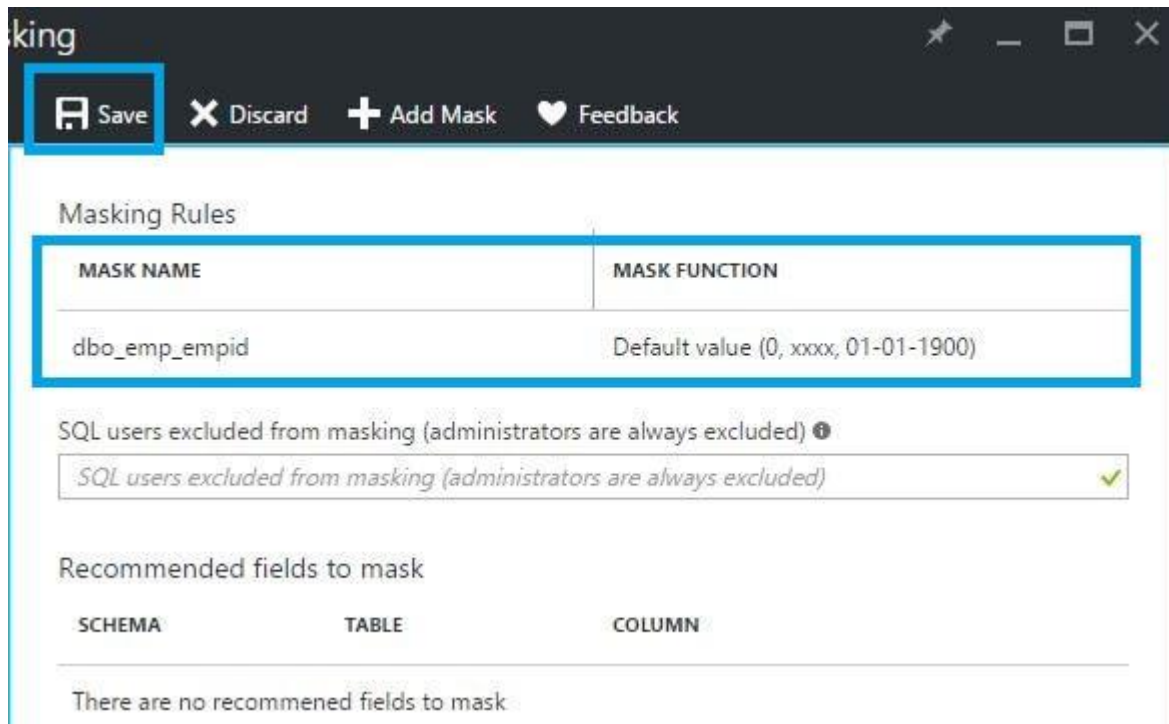 king
Save Discard Add Mask Feedback
Masking Rules
MASK NAME MASK FUNCTION
dbo_emp_empid Default value (0, xxxx, 01-01-1900)
SQL users excluded from masking (administrators are always excluded)
SQL users excluded from masking (administrators are always excluded)
Recommended fields to mask
SCHEMA TABLE COLUMN
There are no recommened fields to mask